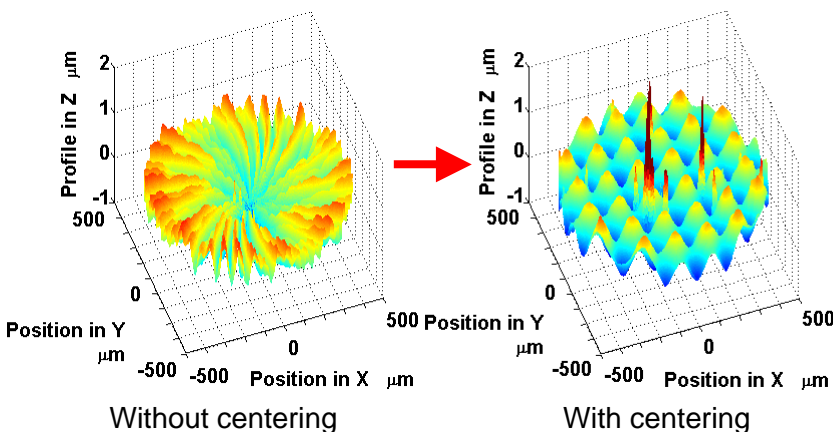 2
1
0
-1
Profile in Z μm
500
0
-500
Position in Y
μm
-500
0
500
Position in X μm
Without centering
2
1
0
-1
Profile in Z μm
500
0
-500
Position in Y
μm
-500
0
500
Position in X μm
With centering